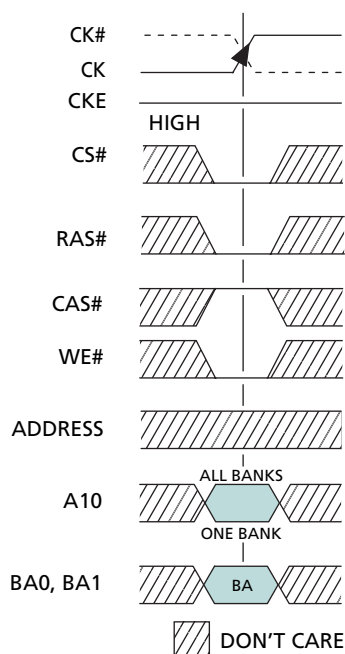 CK#
CK
CKE
HIGH
CS#
RAS#
CAS#
WE#
ADDRESS
ALL BANKS
A10
ONE BANK
BA0, BA1
BA
DON'T CARE